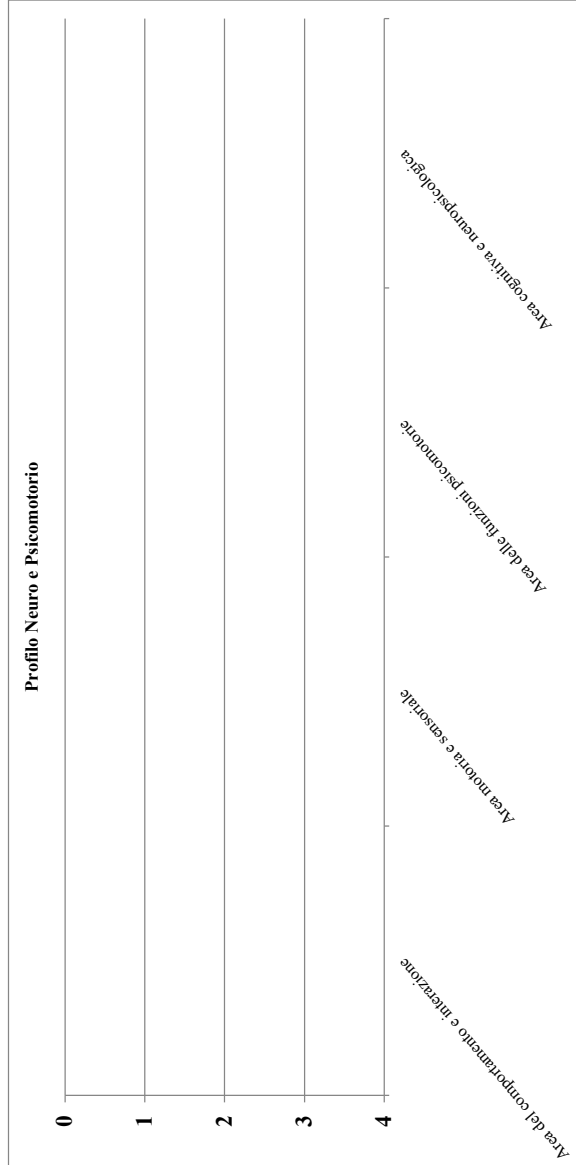 Profilo Neuro e Psicomotorio
0
1
2
3
4
Area del comportamento e interazione
Area motoria e sensoriale
Area delle funzioni psicomotorie
Area cognitiva e neuropsicologica